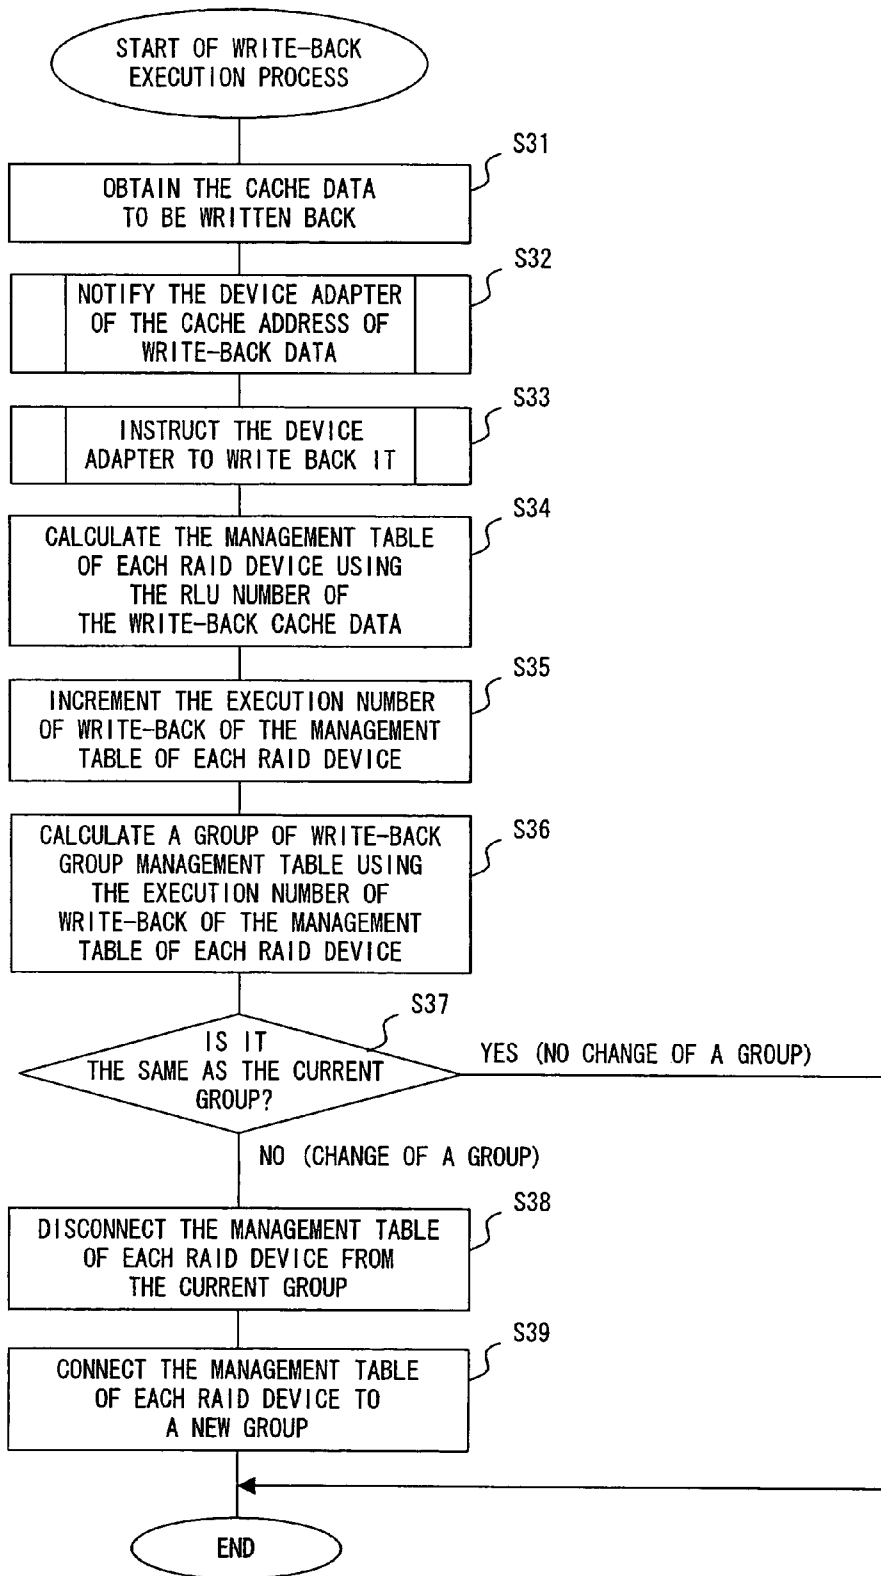 START OF WRITE-BACK
EXECUTION PROCESS
S31
OBTAIN THE CACHE DATA
TO BE WRITTEN BACK
S32
NOTIFY THE DEVICE ADAPTER
OF THE CACHE ADDRESS OF
WRITE-BACK DATA
S33
INSTRUCT THE DEVICE
ADAPTER TO WRITE BACK IT
S34
CALCULATE THE MANAGEMENT TABLE
OF EACH RAID DEVICE USING
THE RLU NUMBER OF
THE WRITE-BACK CACHE DATA
S35
INCREMENT THE EXECUTION NUMBER
OF WRITE-BACK OF THE MANAGEMENT
TABLE OF EACH RAID DEVICE
S36
CALCULATE A GROUP OF WRITE-BACK
GROUP MANAGEMENT TABLE USING
THE EXECUTION NUMBER OF
WRITE-BACK OF THE MANAGEMENT
TABLE OF EACH RAID DEVICE
S37
IS IT
THE SAME AS THE CURRENT
GROUP?
YES (NO CHANGE OF A GROUP)
NO (CHANGE OF A GROUP)
S38
DISCONNECT THE MANAGEMENT TABLE
OF EACH RAID DEVICE FROM
THE CURRENT GROUP
S39
CONNECT THE MANAGEMENT TABLE
OF EACH RAID DEVICE TO
A NEW GROUP
END